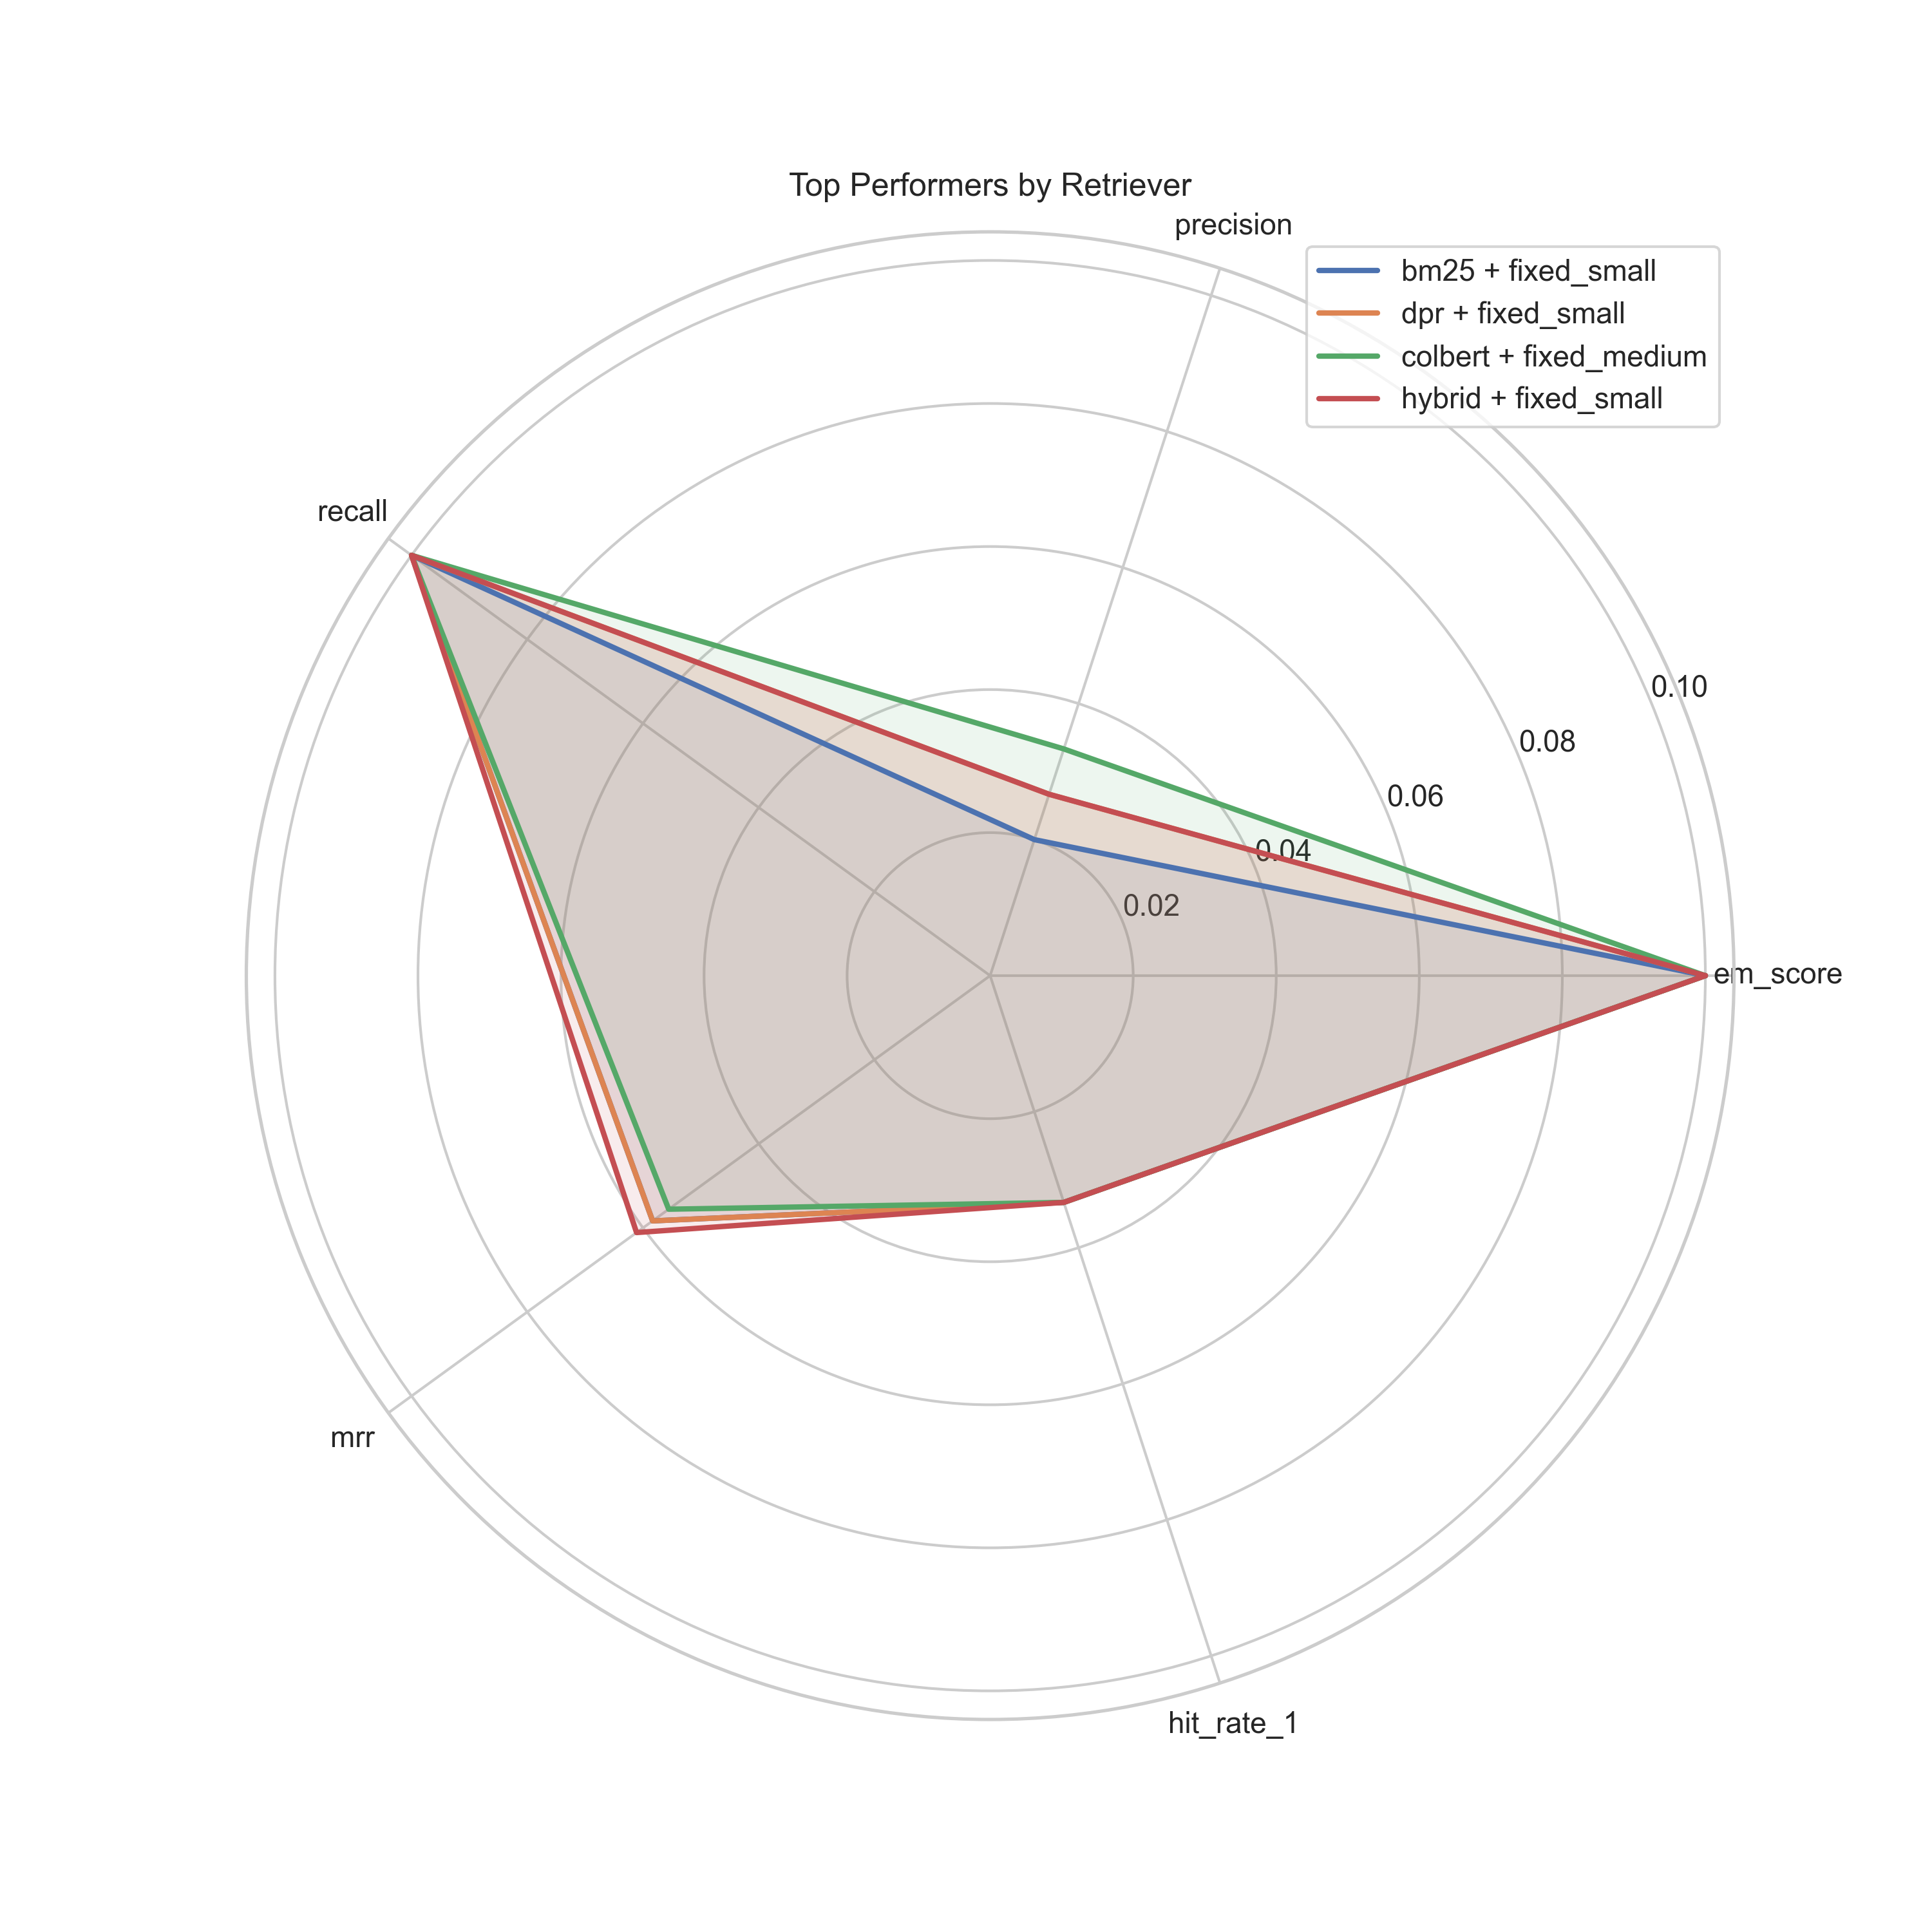 Top Performers by Retriever
precision
bm25 + fixed_small
dpr + fixed_small
colbert + fixed_medium
hybrid + fixed_small
recall
0.10
0.08
0.06
0.04
0.02
em_score
mrr
hit_rate_1